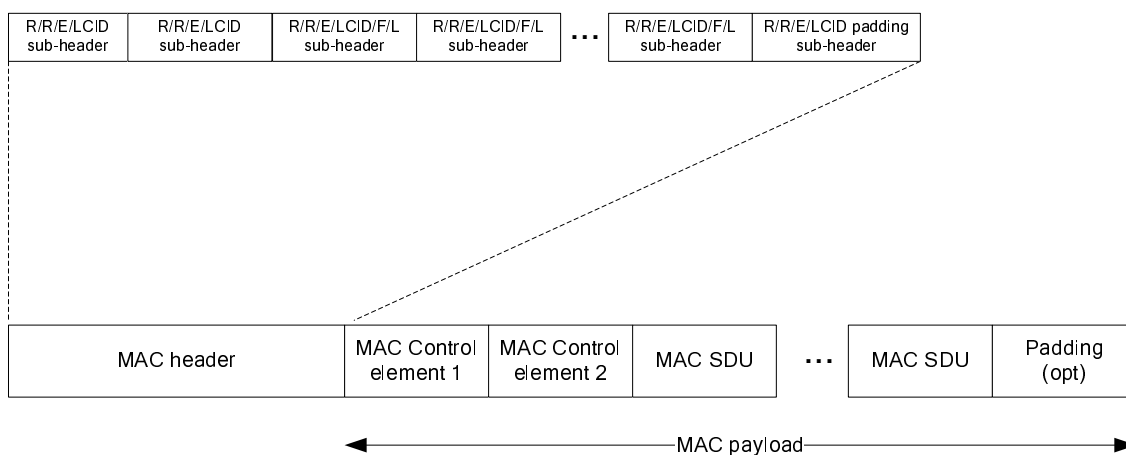 R/R/E/LCID
sub-header
R/R/E/LCID
sub-header
R/R/E/LCID/F/L
sub-header
R/R/E/LCID/F/L
sub-header
...
R/R/E/LCID/F/L
sub-header
R/R/E/LCID padding
sub-header
MAC header
MAC Control
element 1
MAC Control
element 2
MAC SDU
...
MAC SDU
Padding
(opt)
MAC payload